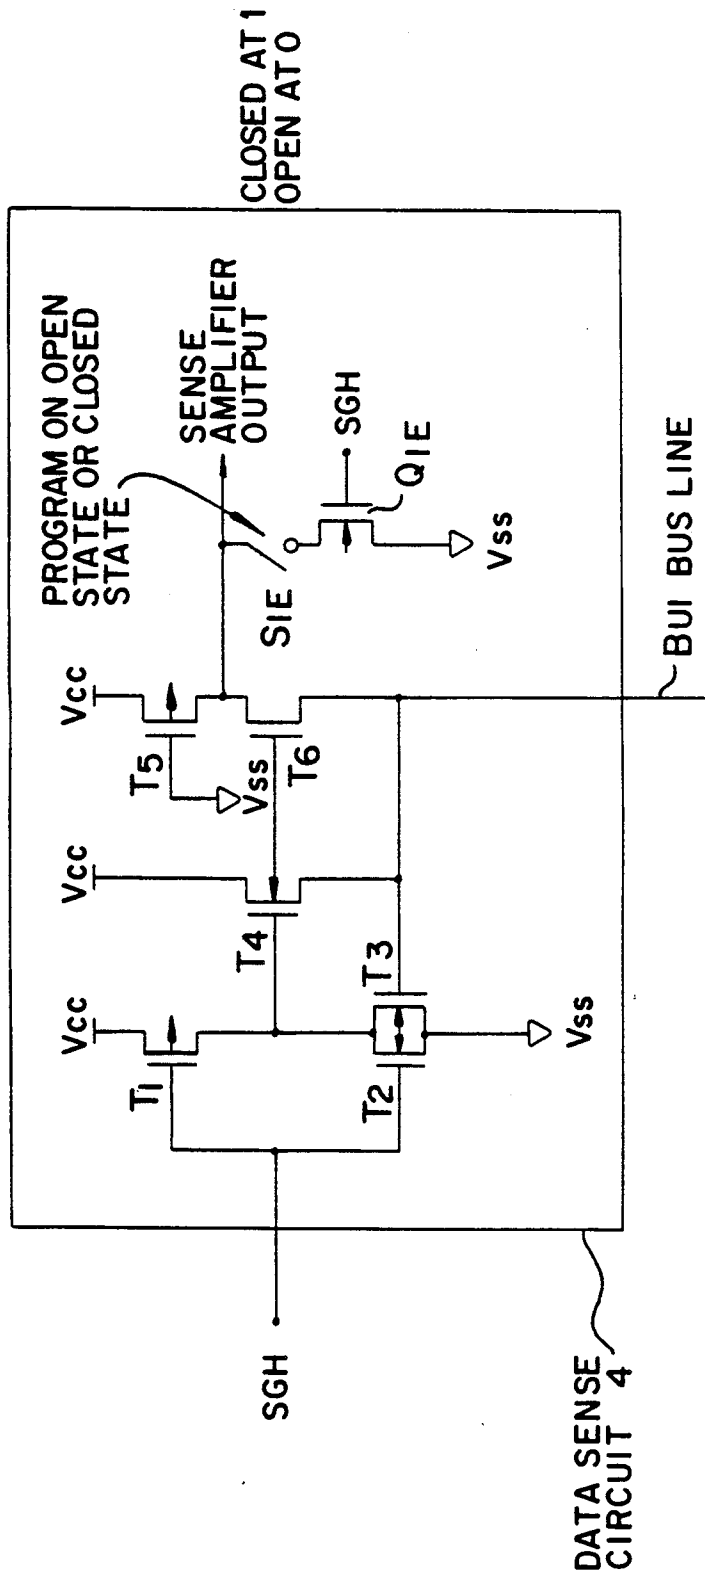 CLOSED AT 1
OPEN AT 0
PROGRAM ON OPEN
STATE OR CLOSED
STATE
SENSE
AMPLIFIER
OUTPUT
SGH
Q1E
Vss
S1E
BUI BUS LINE
Vcc
T5
Vss
T6
Vcc
T4
T3
Vcc
T1
T2
Vss
SGH
DATA SENSE
CIRCUIT 4